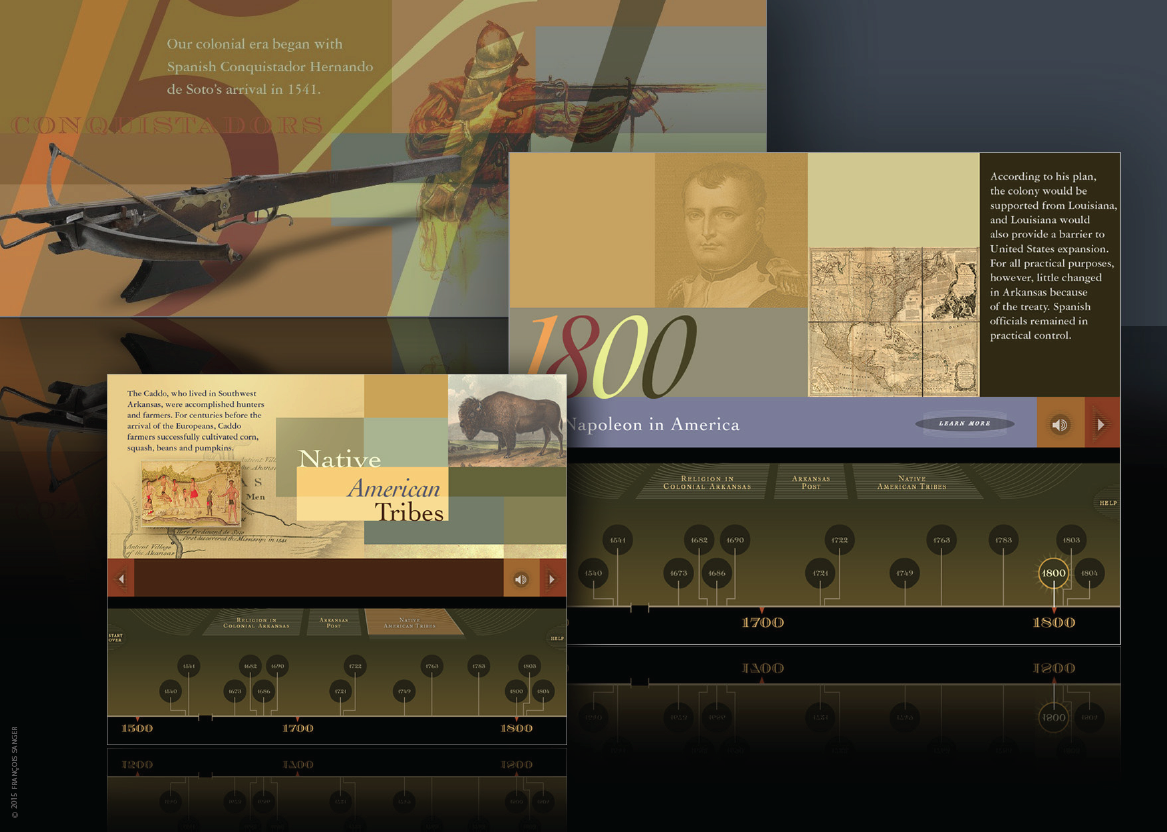 Our colonial era began with
Spanish Conquistador Hernando
de Soto's arrival in 1541.
CONQUISTADORS
According to his plan,
the colony would be
supported from Louisiana,
and Louisiana would
also provide a barrier to
United States expansion.
For all practical purposes,
however, little changed
in Arkansas because
of the treaty. Spanish
officials remained in
practical control.
1800
Napoleon in America
LEARN MORE
RELIGION IN
COLONIAL ARKANSAS
ARKANSAS
POST
NATIVE
AMERICAN TRIBES
HELP
1541
1682
1690
1722
1763
1783
1803
1540
1673
1686
1721
1749
1800
1804
1700
1800
The Caddo, who lived in Southwest
Arkansas, were accomplished hunters
and farmers. For centuries before the
arrival of the Europeans, Caddo
farmers successfully cultivated corn,
squash, beans and pumpkins.
Native
American
Tribes
Men
Antient Village
of the Akansas
RELIGION IN
COLONIAL ARKANSAS
ARKANSAS
POST
NATIVE
AMERICAN TRIBES
START
OVER
HELP
1541
1682
1690
1722
1763
1783
1803
1540
1673
1686
1721
1749
1800
1804
1500
1700
1800
© 2015 FRANÇOIS SANGER